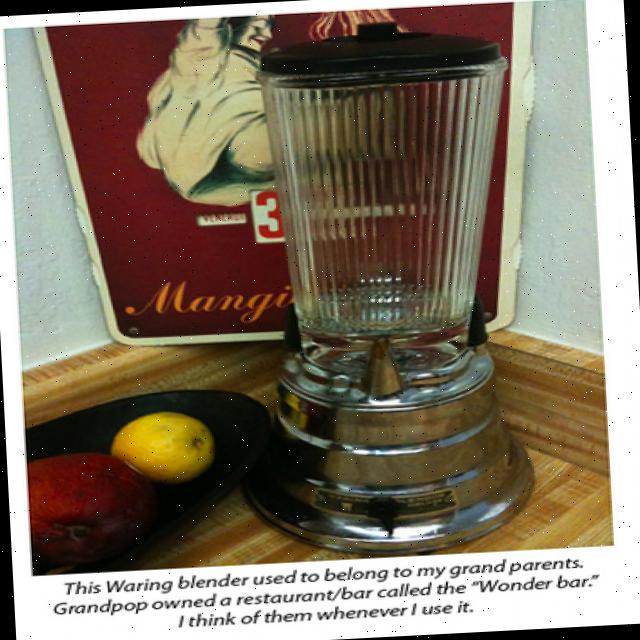 VENERDI
3
Mangi
This Waring blender used to belong to my grand parents.
Grandpop owned a restaurant/bar called the “Wonder bar.”
I think of them whenever I use it.